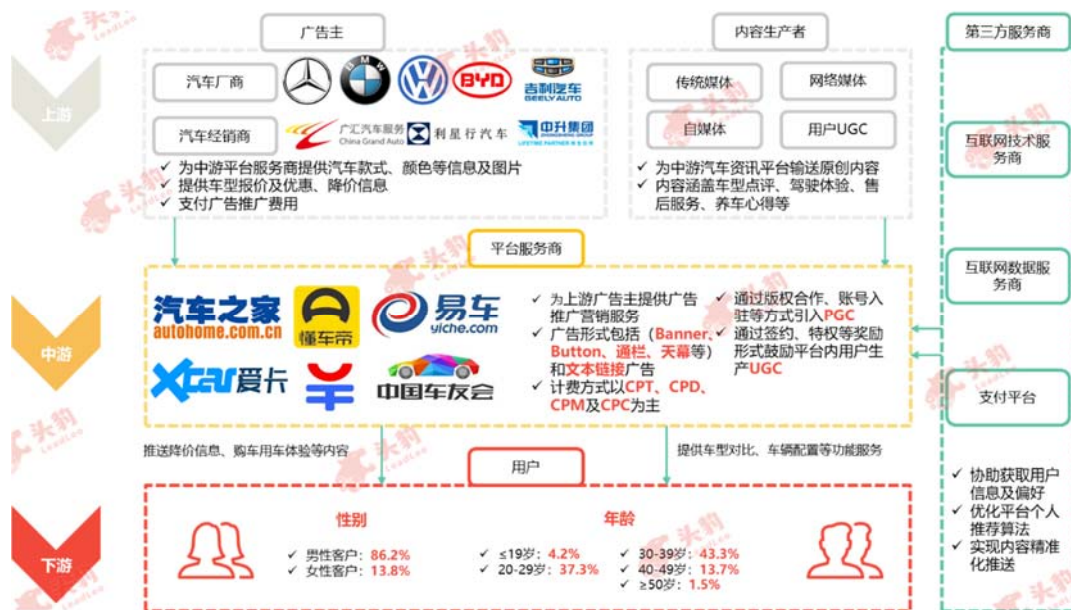 上游
广告主
汽车厂商
BMW
BYD
吉利汽车
GEELY AUTO
汽车经销商
广汇汽车服务
China Grand Auto
利星行汽车
中升集团
LIFETIME PARTNER
✓ 为中游平台服务商提供汽车款式、颜色等信息及图片
✓ 提供车型报价及优惠、降价信息
✓ 支付广告推广费用
内容生产者
传统媒体
网络媒体
自媒体
用户UGC
✓ 为中游汽车资讯平台输送原创内容
✓ 内容涵盖车型点评、驾驶体验、售
后服务、养车心得等
第三方服务商
互联网技术服
务商
互联网数据服
务商
支付平台
✓ 协助获取用户
信息及偏好
✓ 优化平台个人
推荐算法
✓ 实现内容精准
化推送
中游
平台服务商
汽车之家
autohome.com.cn
懂车帝
易车
yiche.com
Xcar爱卡
中国车友会
✓ 为上游广告主提供广告
推广营销服务
✓ 广告形式包括（Banner、
Button、通栏、天幕等）
和文本链接广告
✓ 计费方式以CPT、CPD、
CPM及CPC为主
✓ 通过版权合作、账号入
驻等方式引入PGC
✓ 通过签约、特权等奖励
形式鼓励平台内用户生
产UGC
推送降价信息、购车用车体验等内容
提供车型对比、车辆配置等功能服务
下游
用户
性别
✓ 男性客户：86.2%
✓ 女性客户：13.8%
年龄
✓ ≤19岁：4.2%
✓ 20-29岁：37.3%
✓ 30-39岁：43.3%
✓ 40-49岁：13.7%
✓ ≥50岁：1.5%
头豹
LeadLeo